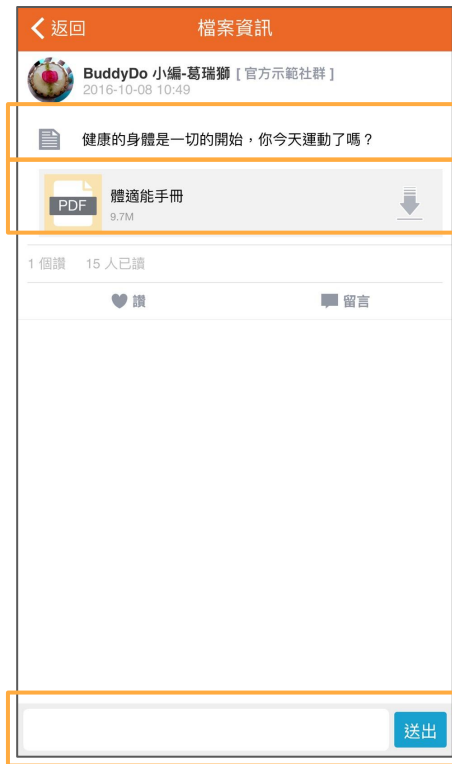 返回
檔案資訊
BuddyDo 小編-葛瑞獅 [ 官方示範社群 ]
2016-10-08 10:49
健康的身體是一切的開始，你今天運動了嗎？
PDF
體適能手冊
9.7M
1 個讚 15 人已讀
讚 留言
送出